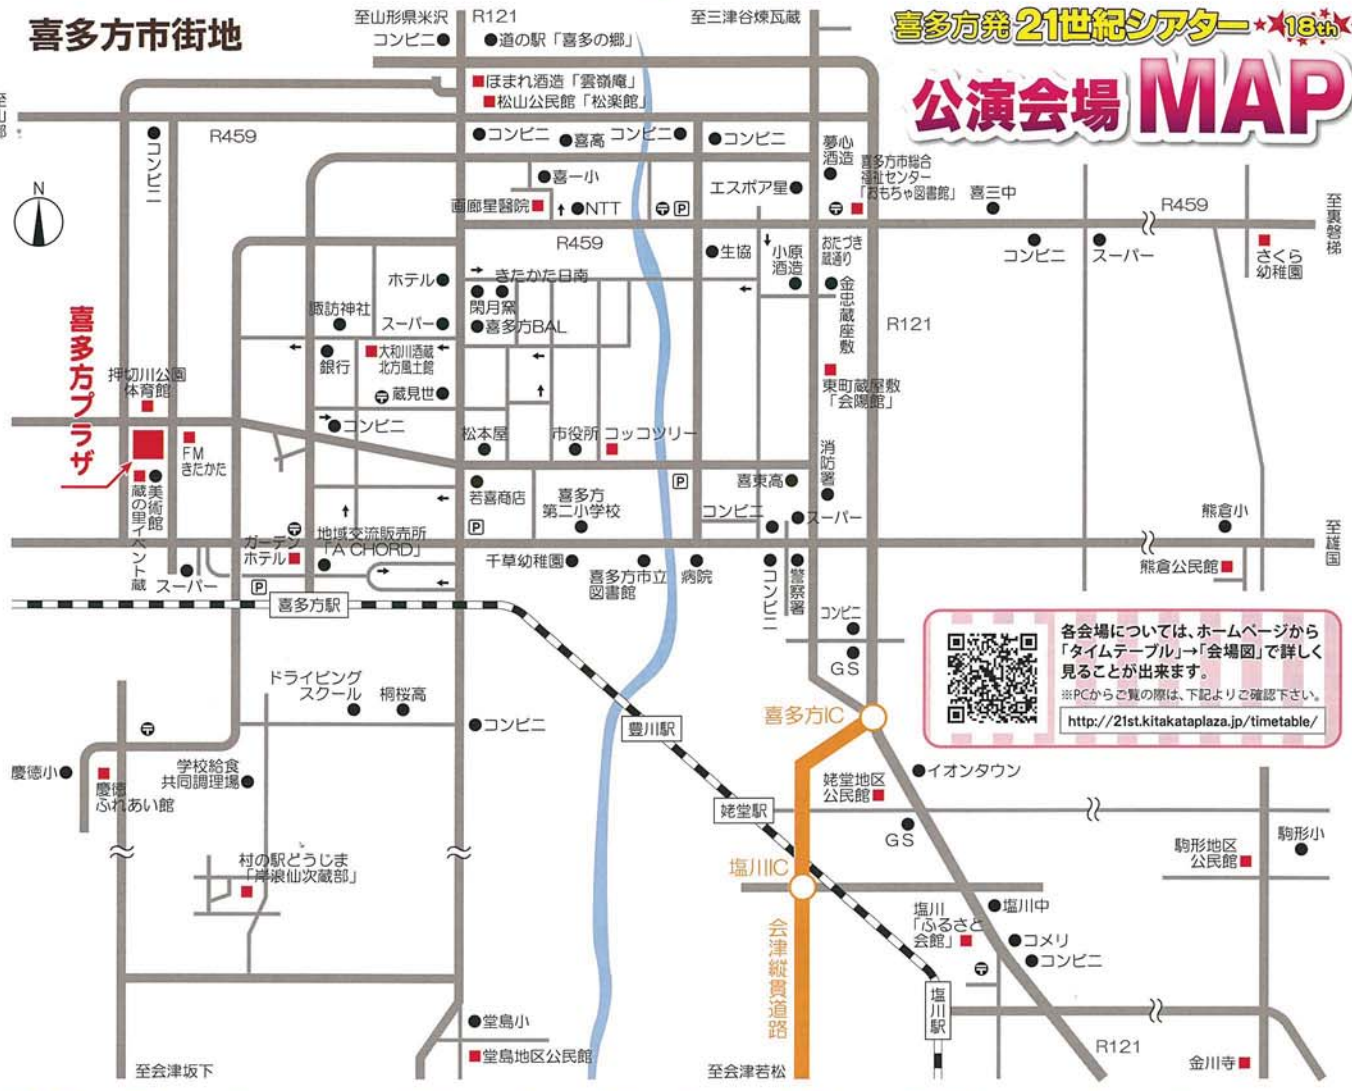 喜多方市街地
至山形県米沢
R121
至三津谷煉瓦蔵
喜多方発 21世紀シアター 18th
公演会場 MAP
コンビニ
道の駅「喜多の郷」
ほまれ酒造「雲嶺庵」
松山公民館「松楽館」
R459
コンビニ
コンビニ
喜高
コンビニ
コンビニ
夢心
酒造
喜多方市総合
福祉センター
「おもちゃ図書館」
喜三中
R459
至裏磐梯
N
喜一小
画廊星醫院
NTT
P
エスポア星
R459
生協
小原
酒造
おたづき
蔵通り
コンビニ
スーパー
さくら
幼稚園
ホテル
きたかた日南
閑月窯
喜多方BAL
金忠蔵座敷
R121
諏訪神社
スーパー
銀行
大和川酒蔵
北方風土館
蔵見世
東町蔵屋敷
「会陽館」
喜多方プラザ
押切川公園
体育館
コンビニ
松本屋
市役所
コッコツリー
消防署
FM
きたかた
美術館
蔵の里イベント蔵
若喜商店
P
喜多方
第二小学校
P
喜東高
コンビニ
スーパー
熊倉小
至雄国
ガーデン
ホテル
地域交流販売所
「A CHORD」
千草幼稚園
喜多方市立
図書館
病院
コンビニ
警察署
熊倉公民館
スーパー
P
喜多方駅
コンビニ
GS
各会場については、ホームページから
「タイムテーブル」→「会場図」で詳しく
見ることが出来ます。
※PCからご覧の際は、下記よりご確認下さい。
http://21st.kitakataplaza.jp/timetable/
ドライビング
スクール
桐桜高
コンビニ
豊川駅
喜多方IC
慶徳小
慶徳
ふれあい館
学校給食
共同調理場
姥堂駅
姥堂地区
公民館
イオンタウン
GS
駒形地区
公民館
駒形小
村の駅どうじま
「岸浪仙次蔵部」
塩川IC
塩川
「ふるさと
会館」
塩川中
コメリ
コンビニ
会津縦貫道路
塩川駅
堂島小
堂島地区公民館
至会津坂下
至会津若松
R121
金川寺